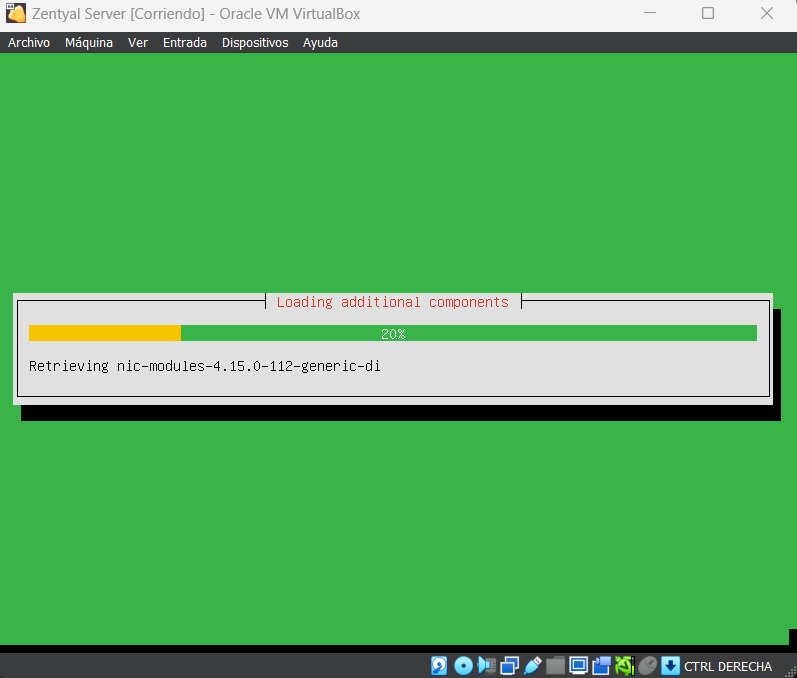 Zentyal Server [Corriendo] - Oracle VM VirtualBox
Archivo Máquina Ver Entrada Dispositivos Ayuda
Loading additional components
20%
Retrieving nic-modules-4.15.0-112-generic-di
CTRL DERECHA